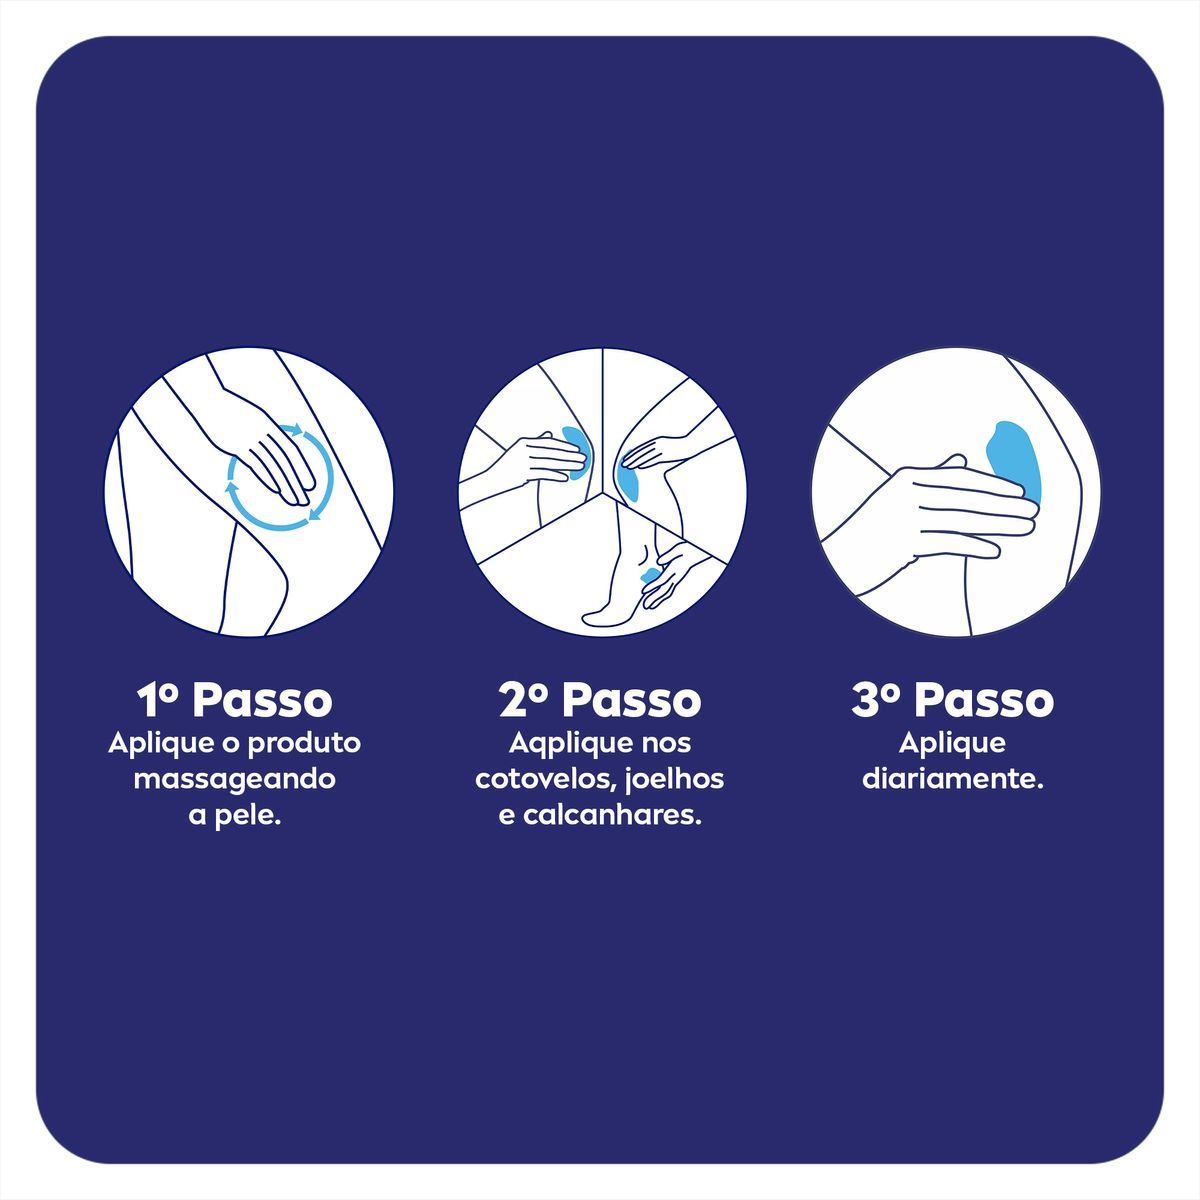 1º Passo
Aplique o produto
massageando
a pele.
2º Passo
Aqplique nos
cotovelos, joelhos
e calcanhares.
3º Passo
Aplique
diariamente.